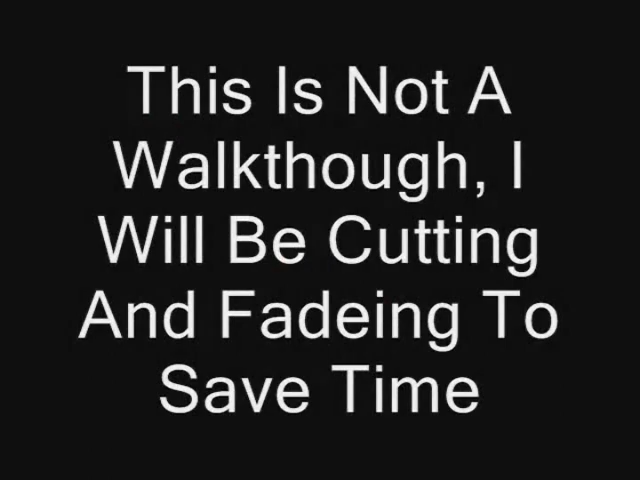 This Is Not A
Walkthough, I
Will Be Cutting
And Fadeing To
Save Time